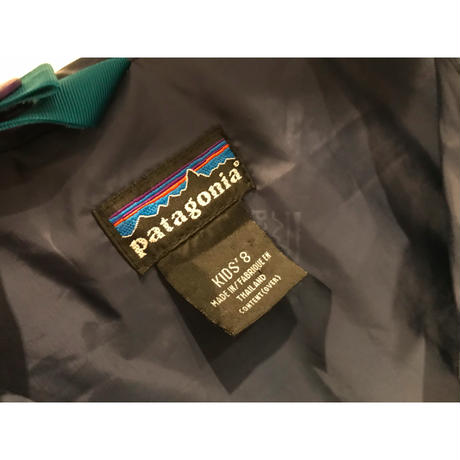 patagonia®
KIDS' 8
MADE IN/FABRIQUE EN
THAILAND
CONTENT(OVER)